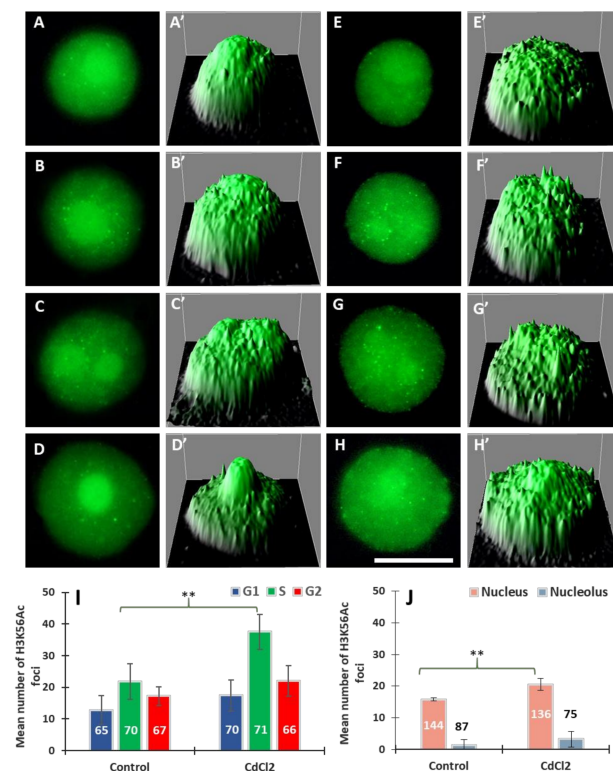 A A' E E'
B B' F F'
C C' G G'
D D' H H'
I
G1 S G2
Mean number of H3K56Ac
foci
50
40
30
20
10
0
**
65 70 67 70 71 66
Control CdCl2
J
Nucleus Nucleolus
Mean number of H3K56Ac
foci
50
40
30
20
10
0
**
144 87 136 75
Control CdCl2